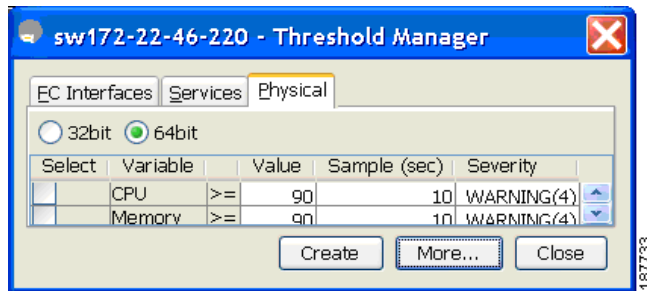 sw172-22-46-220 - Threshold Manager
FC Interfaces Services Physical
32bit 64bit
Select Variable Value Sample (sec) Severity
CPU >= 90 10 WARNING(4)
Memory >= 90 10 WARNING(4)
Create More... Close
187733